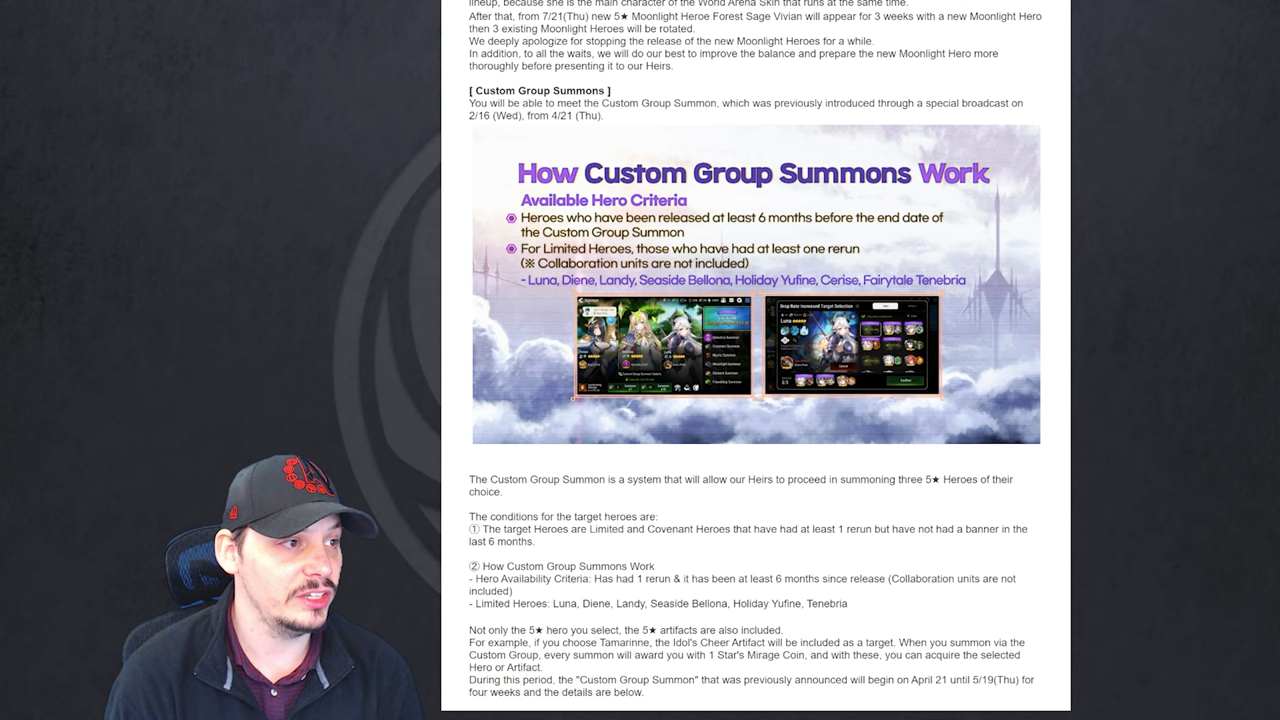 lineup, because she is the main character of the World Arena Skin that runs at the same time.
After that, from 7/21(Thu) new 5★ Moonlight Heroe Forest Sage Vivian will appear for 3 weeks with a new Moonlight Hero
then 3 existing Moonlight Heroes will be rotated.
We deeply apologize for stopping the release of the new Moonlight Heroes for a while.
In addition, to all the waits, we will do our best to improve the balance and prepare the new Moonlight Hero more
thoroughly before presenting it to our Heirs.
[ Custom Group Summons ]
You will be able to meet the Custom Group Summon, which was previously introduced through a special broadcast on
2/16 (Wed), from 4/21 (Thu).
How Custom Group Summons Work
Available Hero Criteria
Heroes who have been released at least 6 months before the end date of
the Custom Group Summon
For Limited Heroes, those who have had at least one rerun
(※ Collaboration units are not included)
- Luna, Diene, Landy, Seaside Bellona, Holiday Yufine, Cerise, Fairytale Tenebria
Drop Rate Increased Target Selection
Luna
Confirm
The Custom Group Summon is a system that will allow our Heirs to proceed in summoning three 5★ Heroes of their
choice.
The conditions for the target heroes are:
① The target Heroes are Limited and Covenant Heroes that have had at least 1 rerun but have not had a banner in the
last 6 months.
② How Custom Group Summons Work
- Hero Availability Criteria: Has had 1 rerun & it has been at least 6 months since release (Collaboration units are not
included)
- Limited Heroes: Luna, Diene, Landy, Seaside Bellona, Holiday Yufine, Tenebria
Not only the 5★ hero you select, the 5★ artifacts are also included.
For example, if you choose Tamarinne, the Idol's Cheer Artifact will be included as a target. When you summon via the
Custom Group, every summon will award you with 1 Star's Mirage Coin, and with these, you can acquire the selected
Hero or Artifact.
During this period, the "Custom Group Summon" that was previously announced will begin on April 21 until 5/19(Thu) for
four weeks and the details are below.